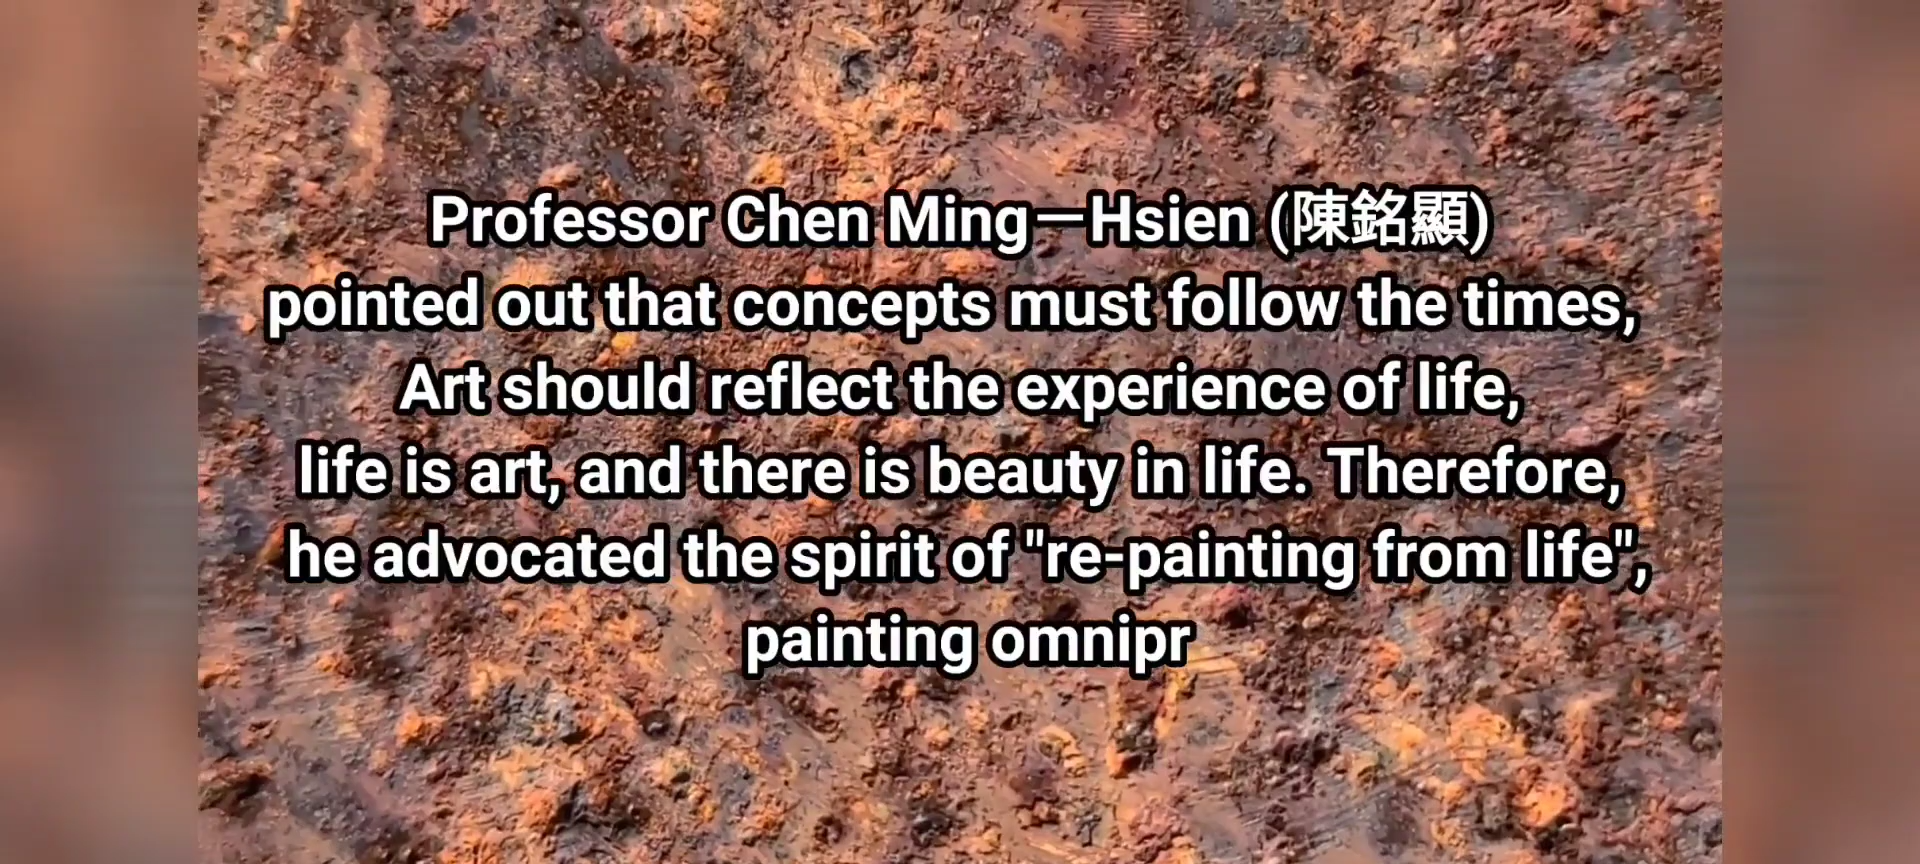 Professor Chen Ming一Hsien (陳銘顯)
pointed out that concepts must follow the times,
Art should reflect the experience of life,
life is art, and there is beauty in life. Therefore,
he advocated the spirit of "re-painting from life",
painting omnipr